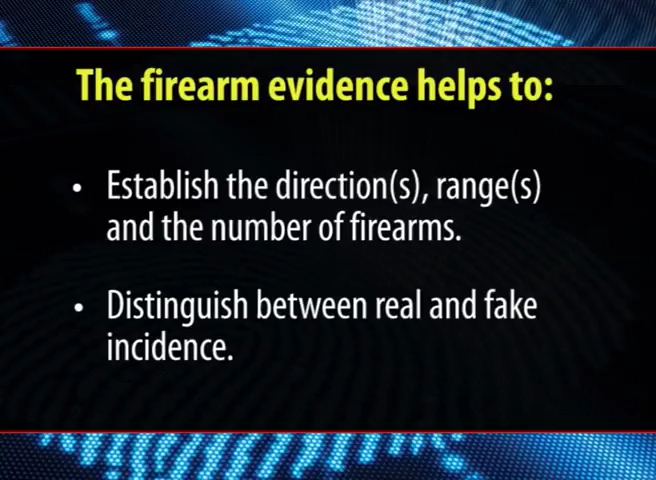 The firearm evidence helps to:
• Establish the direction(s), range(s)
and the number of firearms.
• Distinguish between real and fake
incidence.